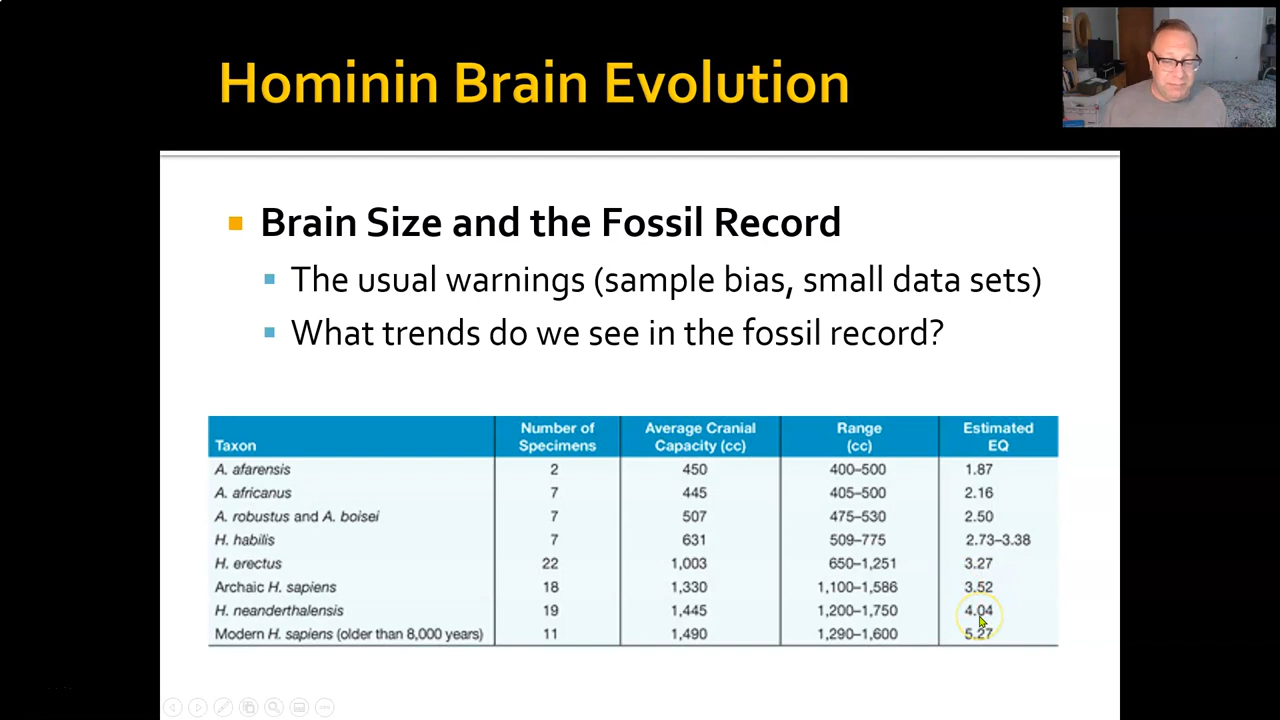 Hominin Brain Evolution
Brain Size and the Fossil Record
The usual warnings (sample bias, small data sets)
What trends do we see in the fossil record?
Taxon Number of Specimens Average Cranial Capacity (cc) Range (cc) Estimated EQ
A. afarensis 2 450 400–500 1.87
A. africanus 7 445 405–500 2.16
A. robustus and A. boisei 7 507 475–530 2.50
H. habilis 7 631 509–775 2.73–3.38
H. erectus 22 1,003 650–1,251 3.27
Archaic H. sapiens 18 1,330 1,100–1,586 3.52
H. neanderthalensis 19 1,445 1,200–1,750 4.04
Modern H. sapiens (older than 8,000 years) 11 1,490 1,290–1,600 5.27